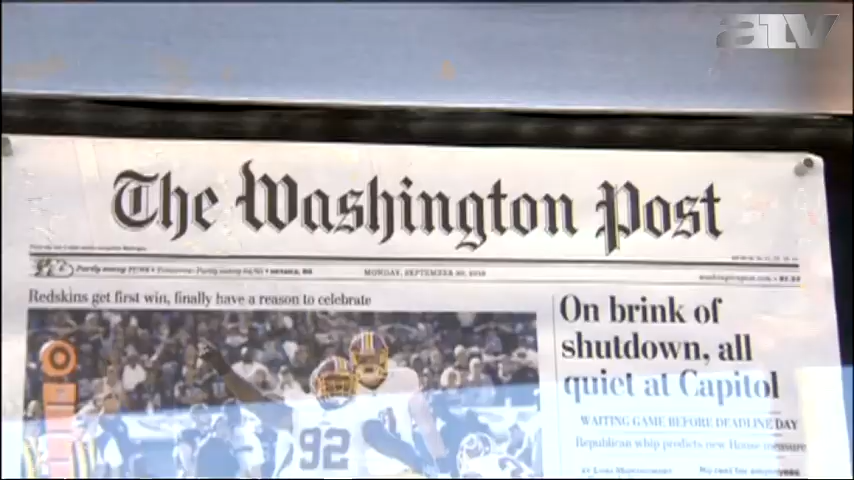 atv
The Washington Post
MONDAY, SEPTEMBER 30, 2013
Redskins get first win, finally have a reason to celebrate
On brink of
shutdown, all
quiet at Capitol
WAITING GAME BEFORE DEADLINE DAY
Republican whip predicts new House measure
92